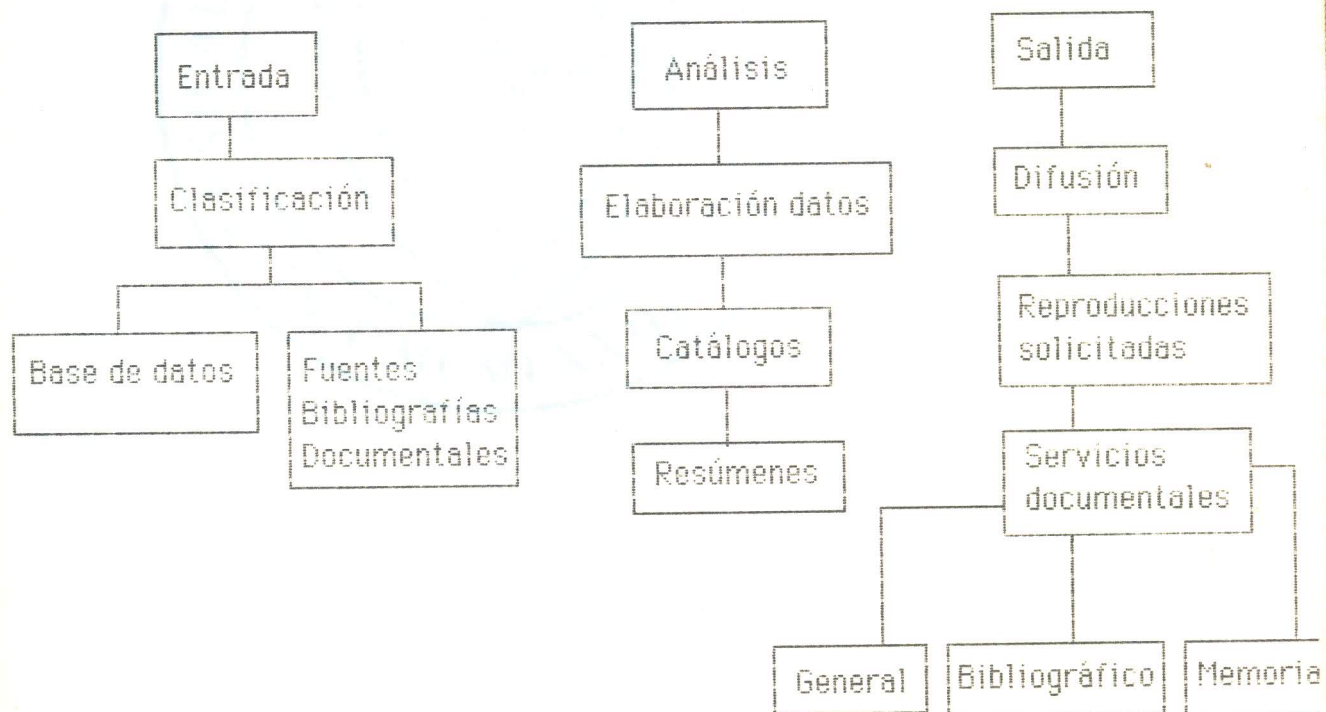 Entrada
Clasificación
Base de datos
Fuentes
Bibliografías
Documentales
Análisis
Elaboración datos
Catálogos
Resúmenes
Salida
Difusión
Reproducciones
solicitadas
Servicios
documentales
General
Bibliográfico
Memoria